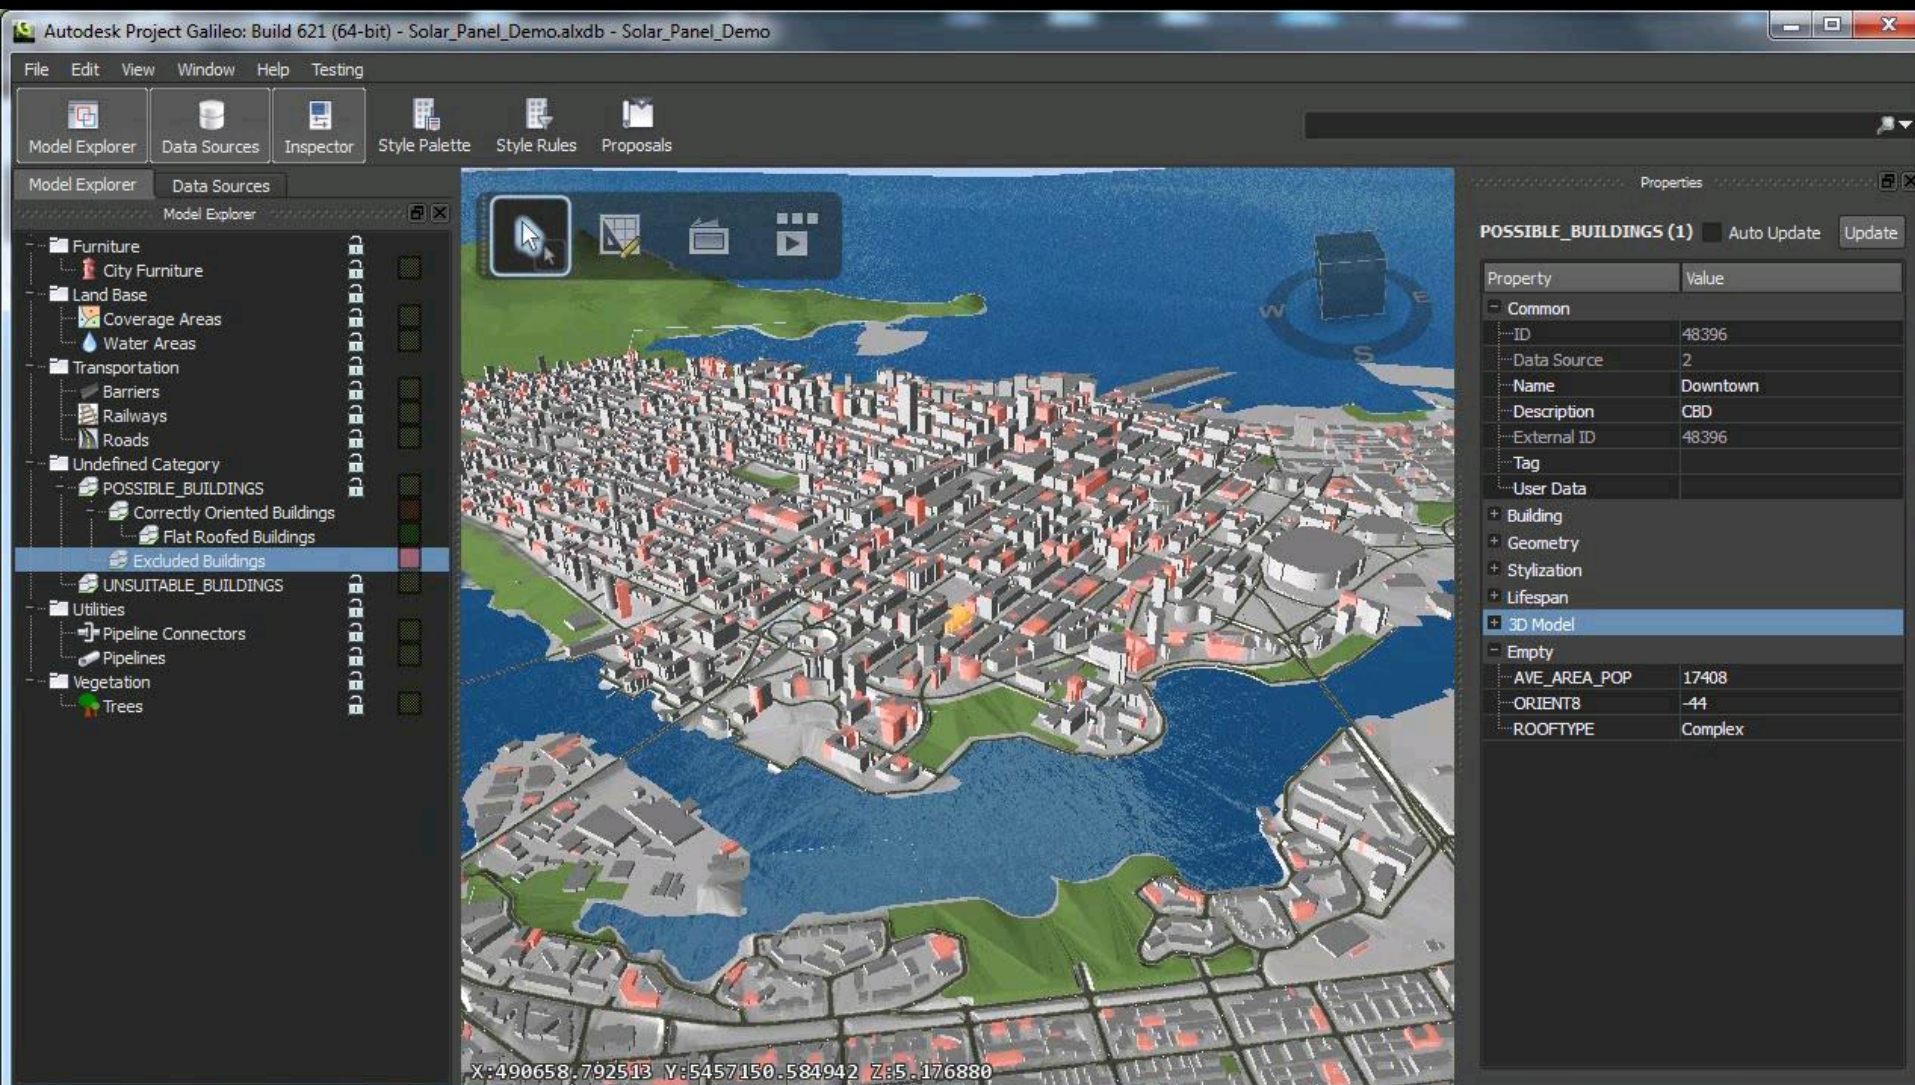 Autodesk Project Galileo: Build 621 (64-bit) - Solar_Panel_Demo.alxdb - Solar_Panel_Demo
File Edit View Window Help Testing
Model Explorer Data Sources Inspector Style Palette Style Rules Proposals
Model Explorer Data Sources
Model Explorer
Furniture
City Furniture
Land Base
Coverage Areas
Water Areas
Transportation
Barriers
Railways
Roads
Undefined Category
POSSIBLE_BUILDINGS
Correctly Oriented Buildings
Flat Roofed Buildings
Excluded Buildings
UNSUITABLE_BUILDINGS
Utilities
Pipeline Connectors
Pipelines
Vegetation
Trees
W S E
X:490658.792513 Y:5457150.584942 Z:5.176880
Properties
POSSIBLE_BUILDINGS (1) Auto Update Update
Property Value
Common
ID 48396
Data Source 2
Name Downtown
Description CBD
External ID 48396
Tag
User Data
Building
Geometry
Stylization
Lifespan
3D Model
Empty
AVE_AREA_POP 17408
ORIENT8 -44
ROOFTYPE Complex